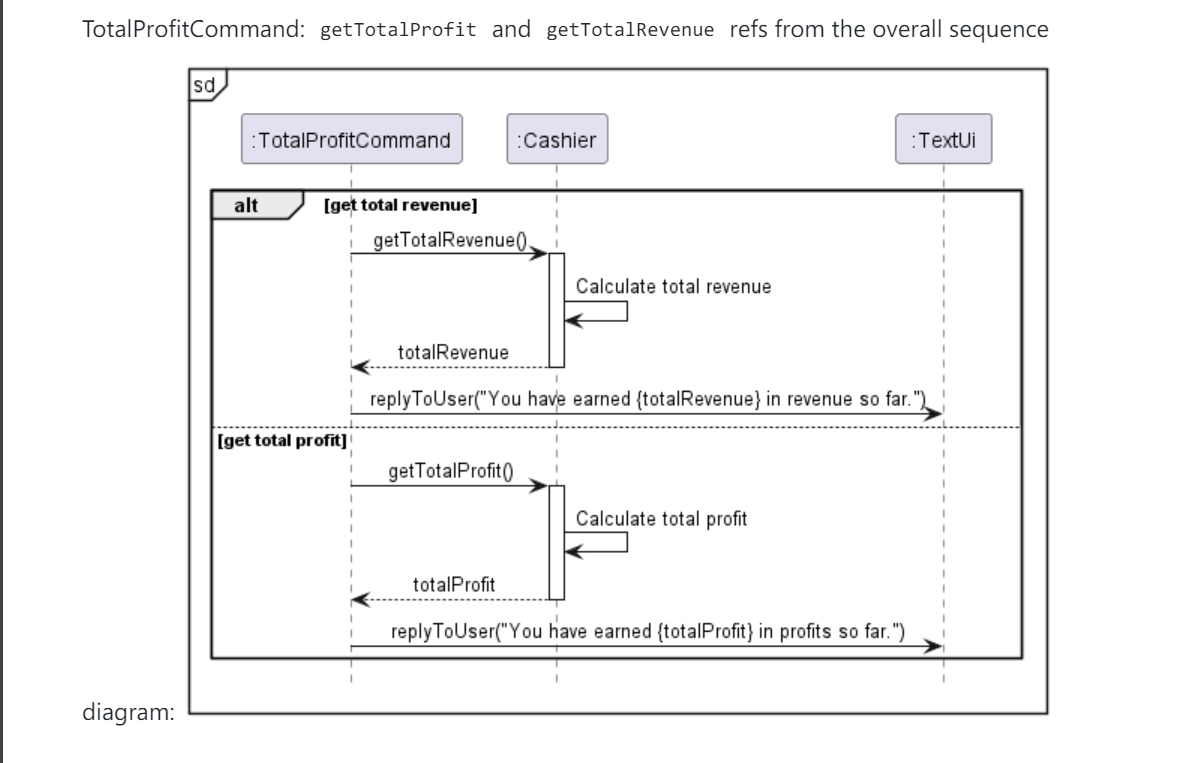 TotalProfitCommand: getTotalProfit and getTotalRevenue refs from the overall sequence
sd
:TotalProfitCommand
:Cashier
:TextUi
alt
[get total revenue]
getTotalRevenue()
Calculate total revenue
totalRevenue
replyToUser("You have earned {totalRevenue} in revenue so far.")
[get total profit]
getTotalProfit()
Calculate total profit
totalProfit
replyToUser("You have earned {totalProfit} in profits so far.")
diagram: